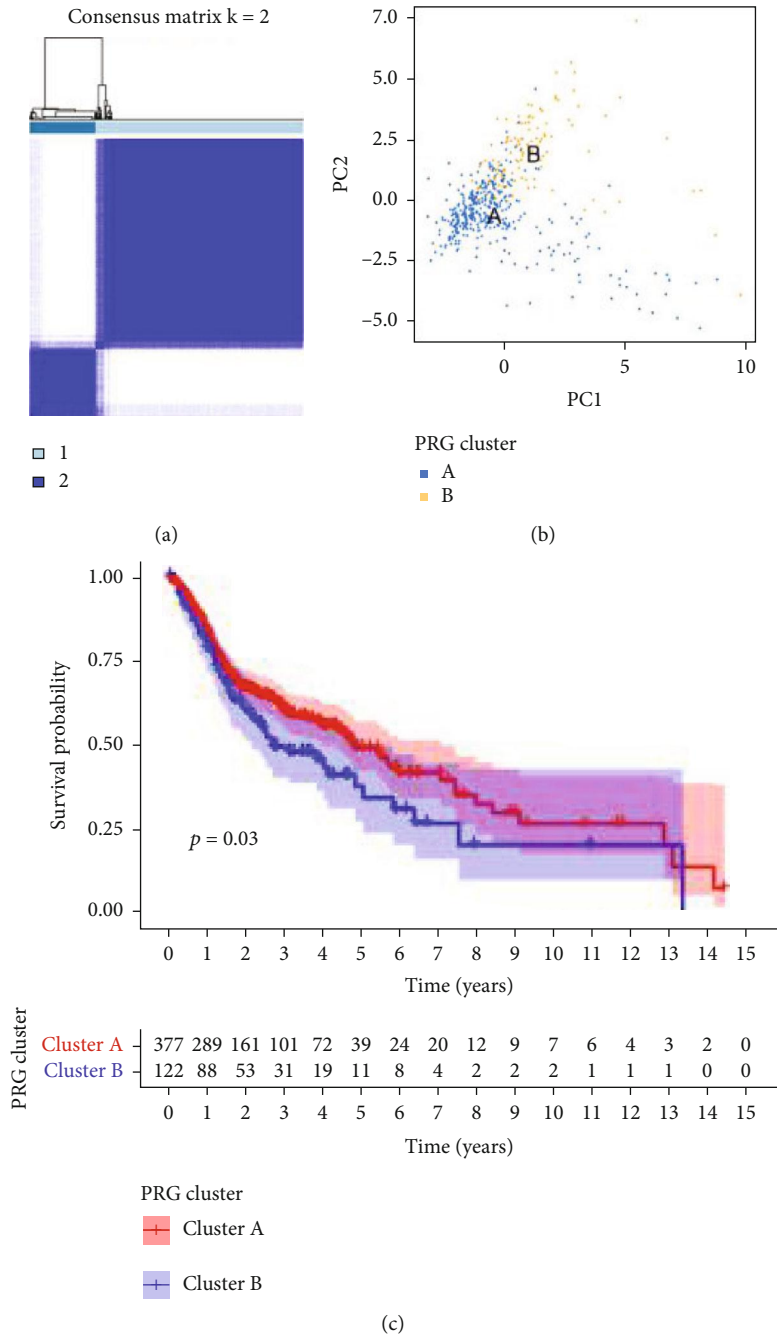 Consensus matrix k = 2
1
2
(a)
7.0
5.0
2.5
0.0
−2.5
−5.0
PC2
A
B
0 5 10
PC1
PRG cluster
A
B
(b)
1.00
0.75
0.50
0.25
0.00
Survival probability
p = 0.03
0 1 2 3 4 5 6 7 8 9 10 11 12 13 14 15
Time (years)
PRG cluster
Cluster A 377 289 161 101 72 39 24 20 12 9 7 6 4 3 2 0
Cluster B 122 88 53 31 19 11 8 4 2 2 2 1 1 1 0 0
0 1 2 3 4 5 6 7 8 9 10 11 12 13 14 15
Time (years)
PRG cluster
Cluster A
Cluster B
(c)